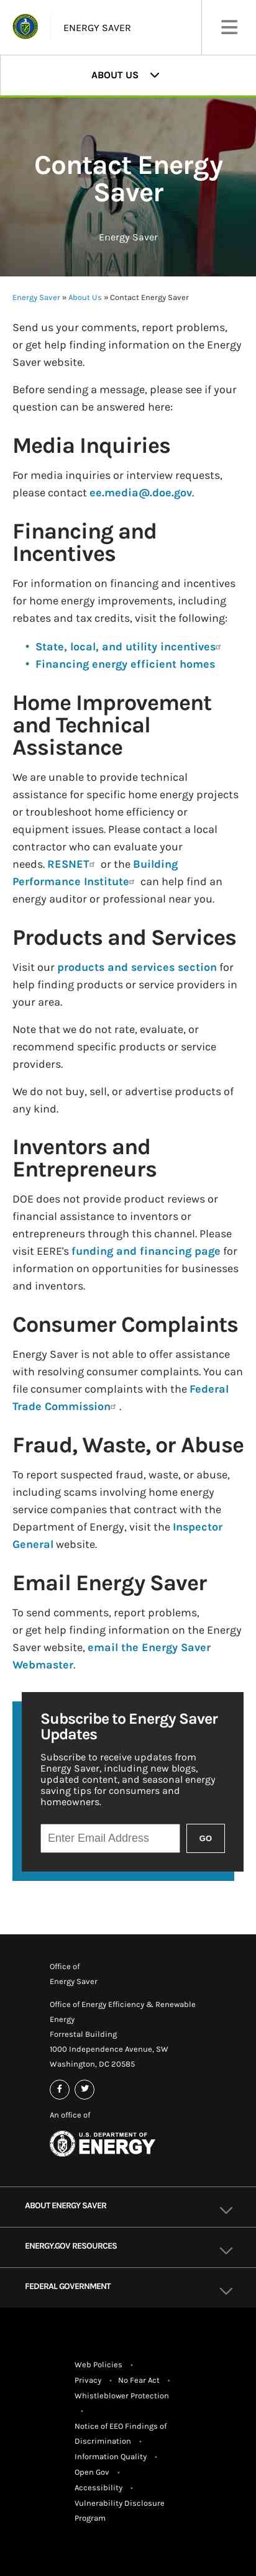 ENERGY SAVER
ABOUT US
Contact Energy
Saver
Energy Saver
Energy Saver » About Us » Contact Energy Saver
Send us your comments, report problems,
or get help finding information on the Energy
Saver website.
Before sending a message, please see if your
question can be answered here:
Media Inquiries
For media inquiries or interview requests,
please contact ee.media@.doe.gov.
Financing and
Incentives
For information on financing and incentives
for home energy improvements, including
rebates and tax credits, visit the following:
• State, local, and utility incentives
• Financing energy efficient homes
Home Improvement
and Technical
Assistance
We are unable to provide technical
assistance for specific home energy projects
or troubleshoot home efficiency or
equipment issues. Please contact a local
contractor who can evaluate your
needs. RESNET or the Building
Performance Institute can help find an
energy auditor or professional near you.
Products and Services
Visit our products and services section for
help finding products or service providers in
your area.
Note that we do not rate, evaluate, or
recommend specific products or service
providers.
We do not buy, sell, or advertise products of
any kind.
Inventors and
Entrepreneurs
DOE does not provide product reviews or
financial assistance to inventors or
entrepreneurs through this channel. Please
visit EERE's funding and financing page for
information on opportunities for businesses
and inventors.
Consumer Complaints
Energy Saver is not able to offer assistance
with resolving consumer complaints. You can
file consumer complaints with the Federal
Trade Commission .
Fraud, Waste, or Abuse
To report suspected fraud, waste, or abuse,
including scams involving home energy
service companies that contract with the
Department of Energy, visit the Inspector
General website.
Email Energy Saver
To send comments, report problems,
or get help finding information on the Energy
Saver website, email the Energy Saver
Webmaster.
Subscribe to Energy Saver
Updates
Subscribe to receive updates from
Energy Saver, including new blogs,
updated content, and seasonal energy
saving tips for consumers and
homeowners.
Enter Email Address
GO
Office of
Energy Saver
Office of Energy Efficiency & Renewable
Energy
Forrestal Building
1000 Independence Avenue, SW
Washington, DC 20585
An office of
U.S. DEPARTMENT OF
ENERGY
ABOUT ENERGY SAVER
ENERGY.GOV RESOURCES
FEDERAL GOVERNMENT
Web Policies •
Privacy • No Fear Act •
Whistleblower Protection
•
Notice of EEO Findings of
Discrimination •
Information Quality •
Open Gov •
Accessibility •
Vulnerability Disclosure
Program